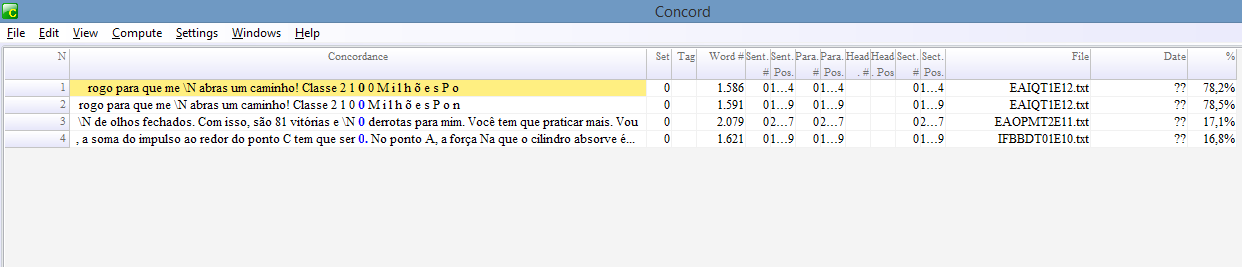 Concord
File Edit View Compute Settings Windows Help
N Concordance Set Tag Word # Sent. # Sent. Pos. Para. # Para. Pos. Head . # Head . Pos Sect. # Sect. Pos. File Date %
1 rogo para que me \N abras um caminho! Classe 2 1 0 0 M i l h õ e s P o 0 1.586 01...4 01...4 01...4 EAIQT1E12.txt ?? 78,2%
2 rogo para que me \N abras um caminho! Classe 2 1 0 0 M i l h õ e s P o n 0 1.591 01...9 01...9 01...9 EAIQT1E12.txt ?? 78,5%
3 \N de olhos fechados. Com isso, são 81 vitórias e \N 0 derrotas para mim. Você tem que praticar mais. Vou 0 2.079 02...7 02...7 02...7 EAOPMT2E11.txt ?? 17,1%
4 , a soma do impulso ao redor do ponto C tem que ser 0. No ponto A, a força Na que o cilindro absorve é... 0 1.621 01...9 01...9 01...9 IFBBDT01E10.txt ?? 16,8%